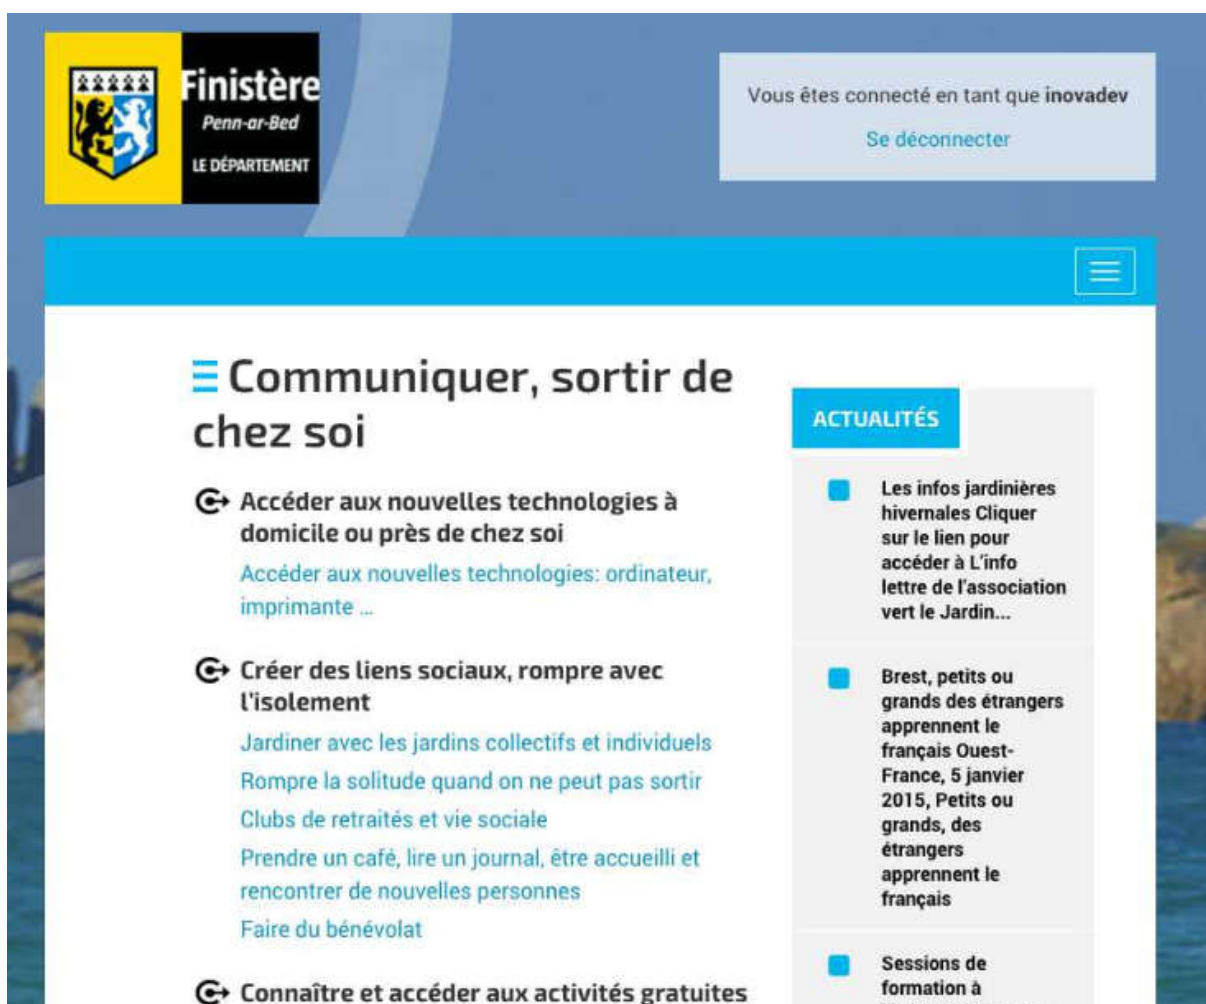 Finistère
Penn-ar-Bed
LE DÉPARTEMENT
Vous êtes connecté en tant que inovadev
Se déconnecter
Communiquer, sortir de
chez soi
Accéder aux nouvelles technologies à
domicile ou près de chez soi
Accéder aux nouvelles technologies: ordinateur,
imprimante ...
Créer des liens sociaux, rompre avec
l'isolement
Jardiner avec les jardins collectifs et individuels
Rompre la solitude quand on ne peut pas sortir
Clubs de retraités et vie sociale
Prendre un café, lire un journal, être accueilli et
rencontrer de nouvelles personnes
Faire du bénévolat
Connaître et accéder aux activités gratuites
ACTUALITÉS
Les infos jardinières
hivernales Cliquer
sur le lien pour
accéder à L'info
lettre de l'association
vert le Jardin...
Brest, petits ou
grands des étrangers
apprennent le
français Ouest-
France, 5 janvier
2015, Petits ou
grands, des
étrangers
apprennent le
français
Sessions de
formation à